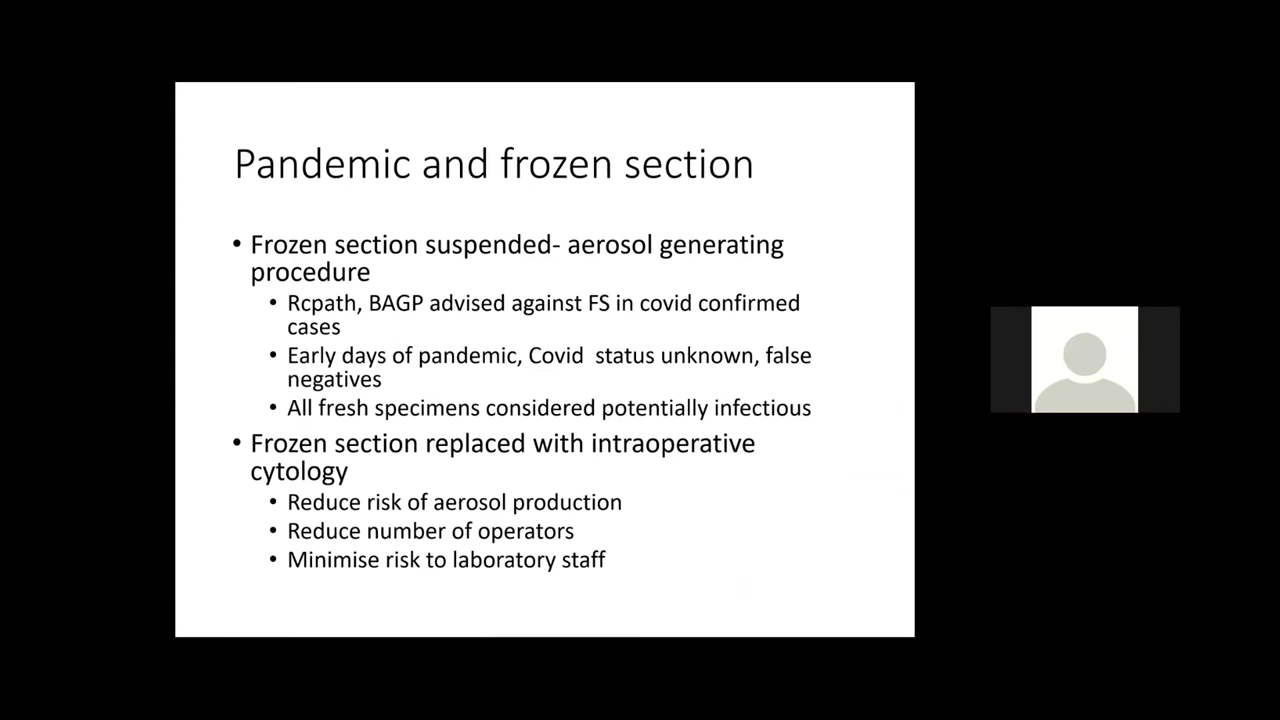 Pandemic and frozen section
• Frozen section suspended- aerosol generating
procedure
• Rcpath, BAGP advised against FS in covid confirmed
cases
• Early days of pandemic, Covid status unknown, false
negatives
• All fresh specimens considered potentially infectious
• Frozen section replaced with intraoperative
cytology
• Reduce risk of aerosol production
• Reduce number of operators
• Minimise risk to laboratory staff